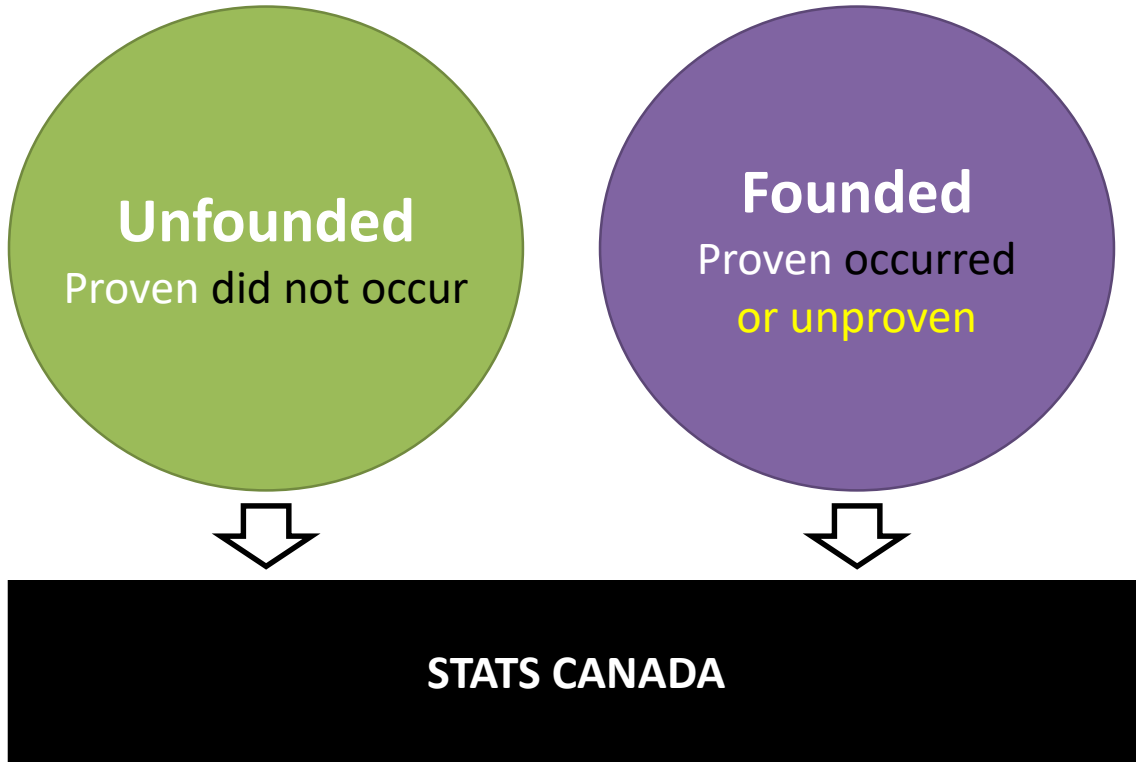 Unfounded
Proven did not occur
Founded
Proven occurred
or unproven
STATS CANADA